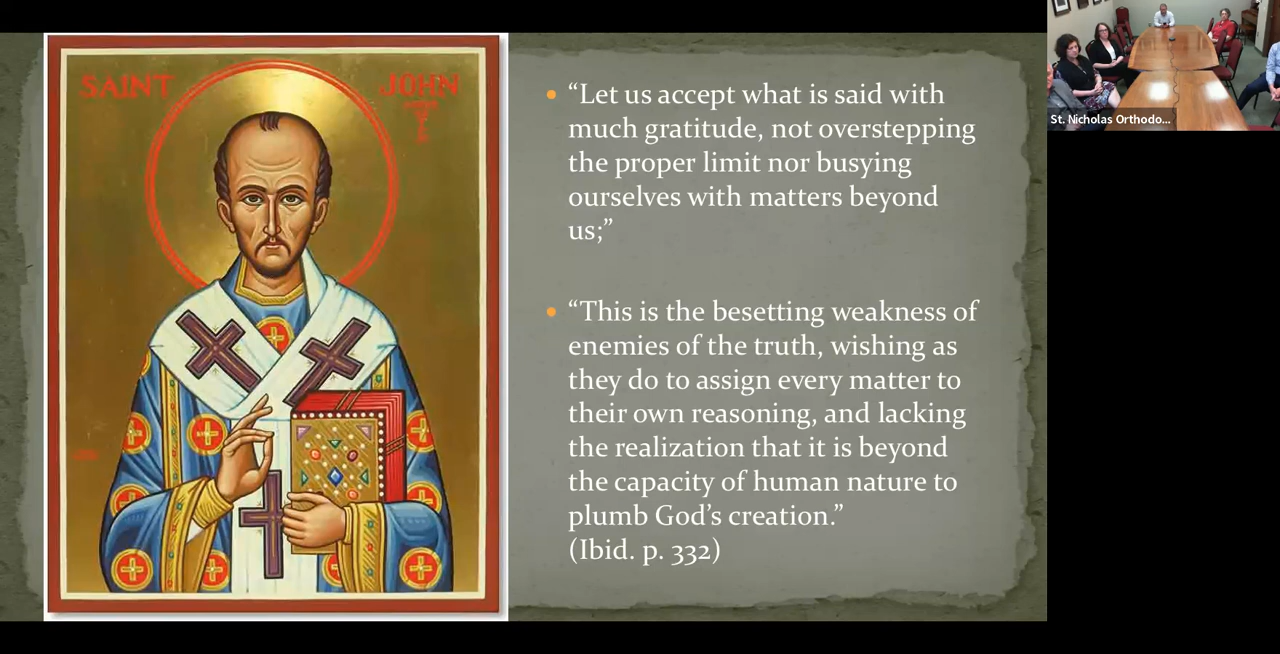 SAINT JOHN
“Let us accept what is said with
much gratitude, not overstepping
the proper limit nor busying
ourselves with matters beyond
us;”
“This is the besetting weakness of
enemies of the truth, wishing as
they do to assign every matter to
their own reasoning, and lacking
the realization that it is beyond
the capacity of human nature to
plumb God’s creation.”
(Ibid. p. 332)
St. Nicholas Orthodo...